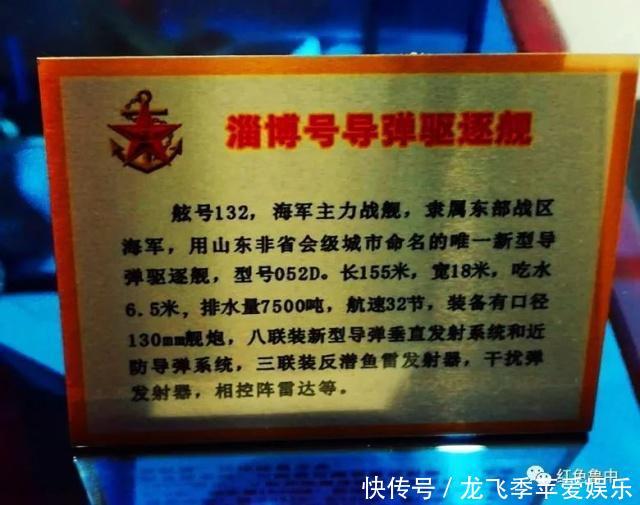 淄博号导弹驱逐舰
舷号132，海军主力战舰，隶属东部战区
海军，用山东非省会级城市命名的唯一新型导
弹驱逐舰，型号052D。长155米，宽18米，吃水
6.5米，排水量7500吨，航速32节，装备有口径
130mm舰炮，八联装新型导弹垂直发射系统和近
防导弹系统，三联装反潜鱼雷发射器，干扰弹
发射器，相控阵雷达等。
红色鲁中
快传号／龙飞季苹爱娱乐